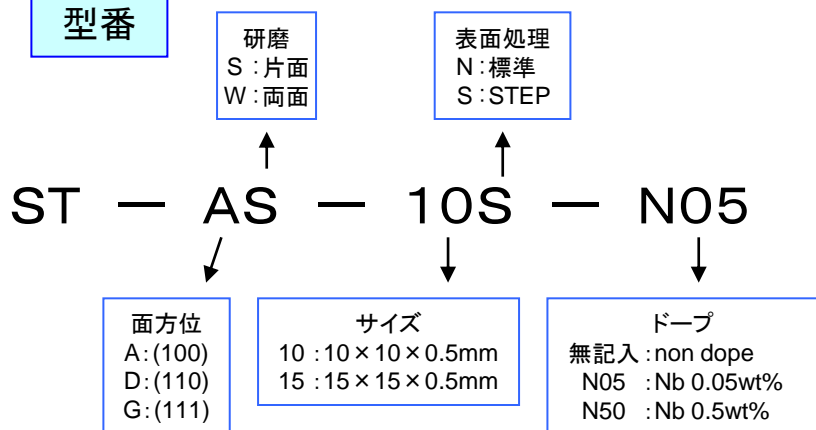 型番
研磨
S:片面
W:両面
表面処理
N:標準
S:STEP
ST — AS — 10S — N05
面方位
A:(100)
D:(110)
G:(111)
サイズ
10 :10×10×0.5mm
15 :15×15×0.5mm
ドープ
無記入:non dope
N05 :Nb 0.05wt%
N50 :Nb 0.5wt%